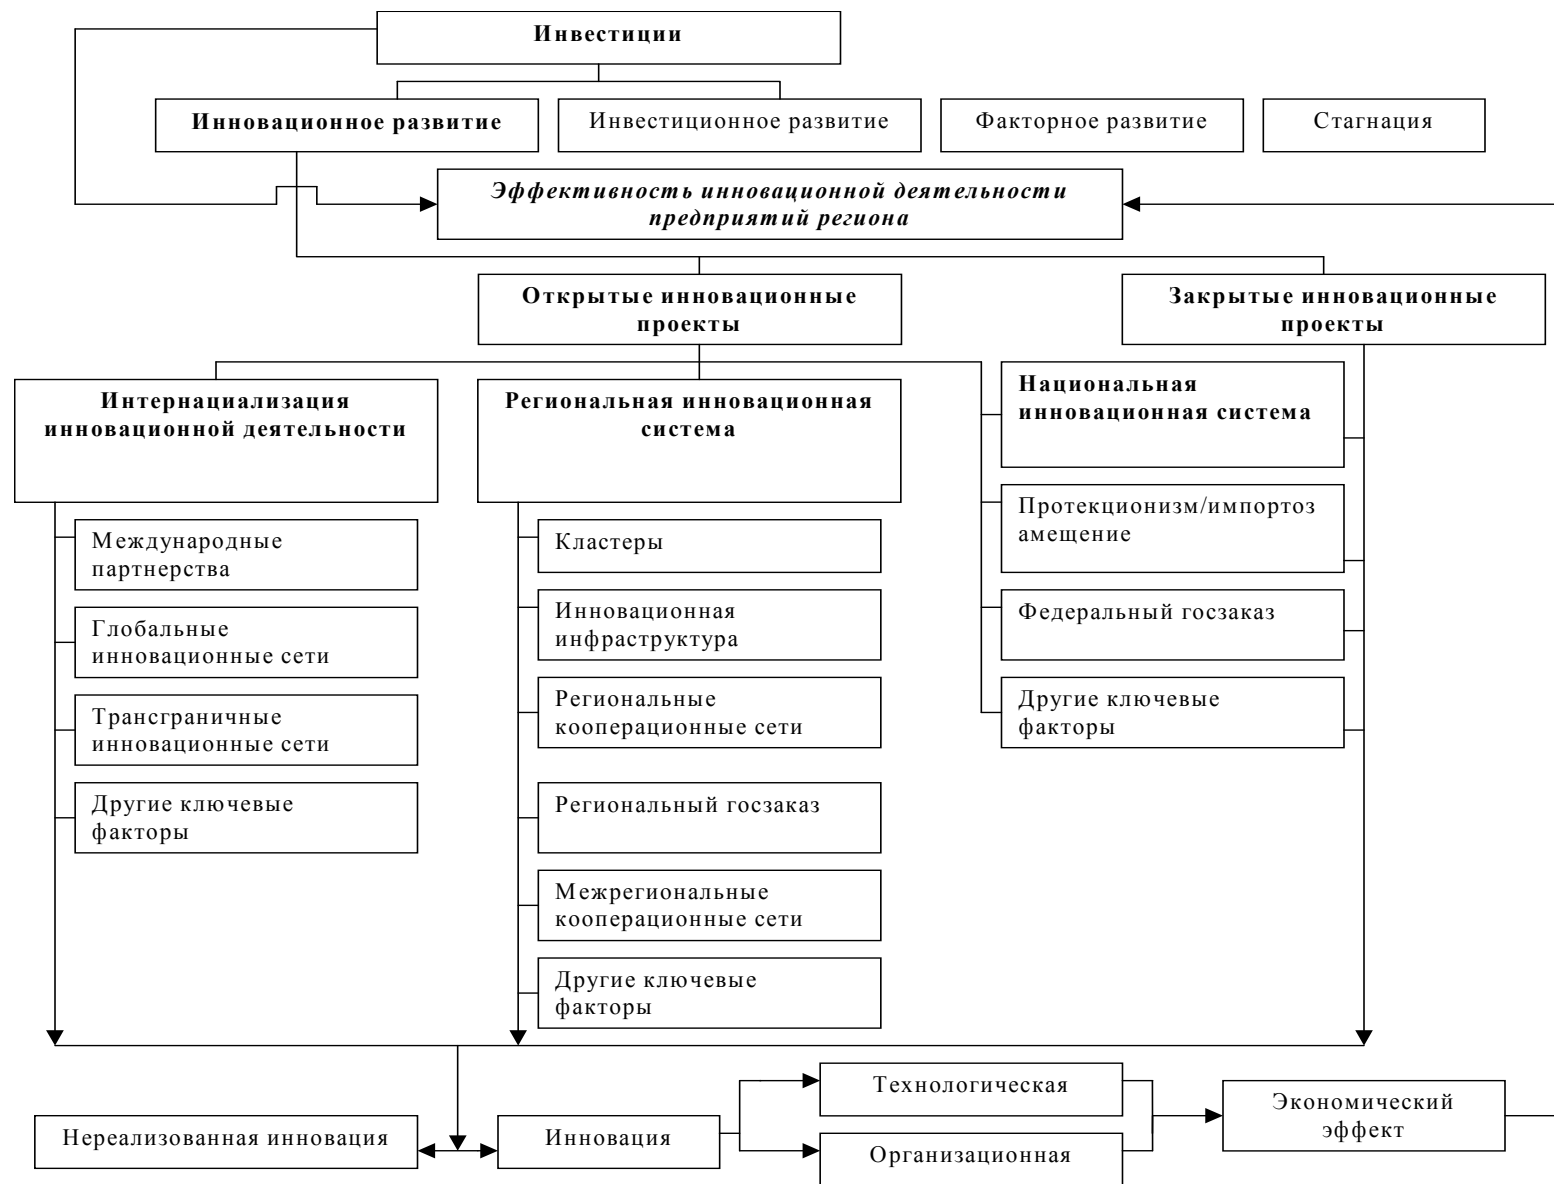 Инвестиции
Инновационное развитие
Инвестиционное развитие
Факторное развитие
Стагнация
Эффективность инновационной деятельности
предприятий региона
Открытые инновационные
проекты
Закрытые инновационные
проекты
Интернациализация
инновационной деятельности
Региональная инновационная
система
Национальная
инновационная система
Международные
партнерства
Глобальные
инновационные сети
Трансграничные
инновационные сети
Другие ключевые
факторы
Кластеры
Инновационная
инфраструктура
Региональные
кооперационные сети
Региональный госзаказ
Межрегиональные
кооперационные сети
Другие ключевые
факторы
Протекционизм/импортоз
амещение
Федеральный госзаказ
Другие ключевые
факторы
Нереализованная инновация
Инновация
Технологическая
Организационная
Экономический
эффект